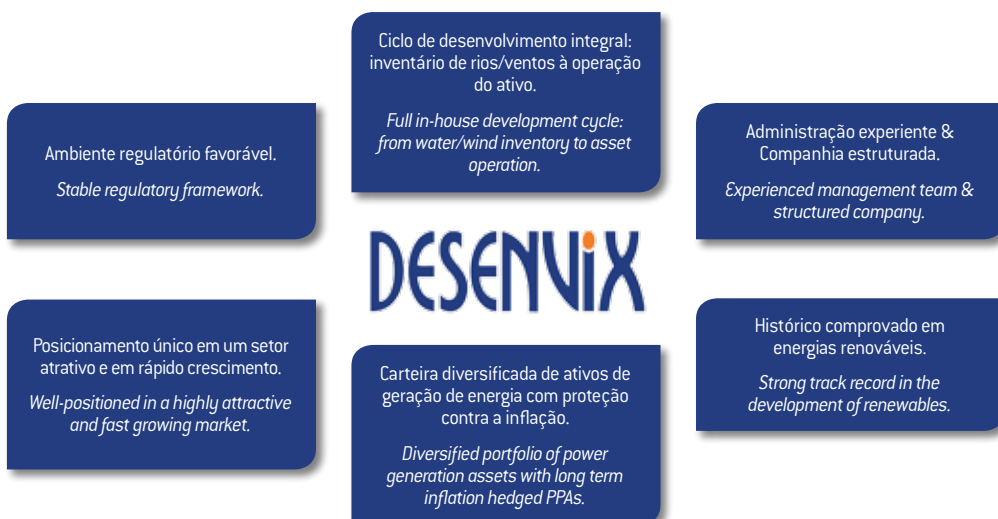 Ciclo de desenvolvimento integral:
inventário de rios/ventos à operação
do ativo.
Full in-house development cycle:
from water/wind inventory to asset
operation.
Ambiente regulatório favorável.
Stable regulatory framework.
Administração experiente &
Companhia estruturada.
Experienced management team &
structured company.
DESENViX
Posicionamento único em um setor
atrativo e em rápido crescimento.
Well-positioned in a highly attractive
and fast growing market.
Carteira diversificada de ativos de
geração de energia com proteção
contra a inflação.
Diversified portfolio of power
generation assets with long term
inflation hedged PPAs.
Histórico comprovado em
energias renováveis.
Strong track record in the
development of renewables.